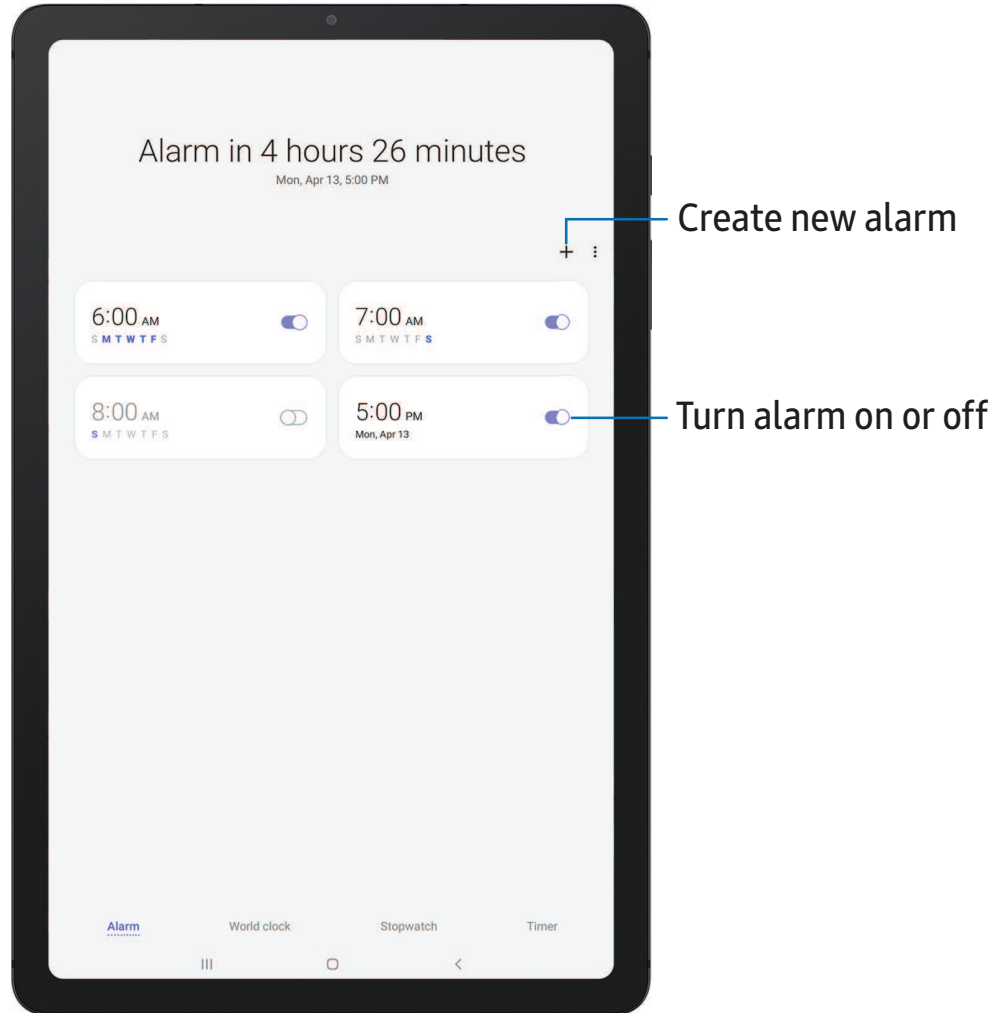 Alarm in 4 hours 26 minutes
Mon, Apr 13, 5:00 PM
Create new alarm
6:00 AM
S M T W T F S
7:00 AM
S M T W T F S
8:00 AM
S M T W T F S
5:00 PM
Mon, Apr 13
Turn alarm on or off
Alarm World clock Stopwatch Timer